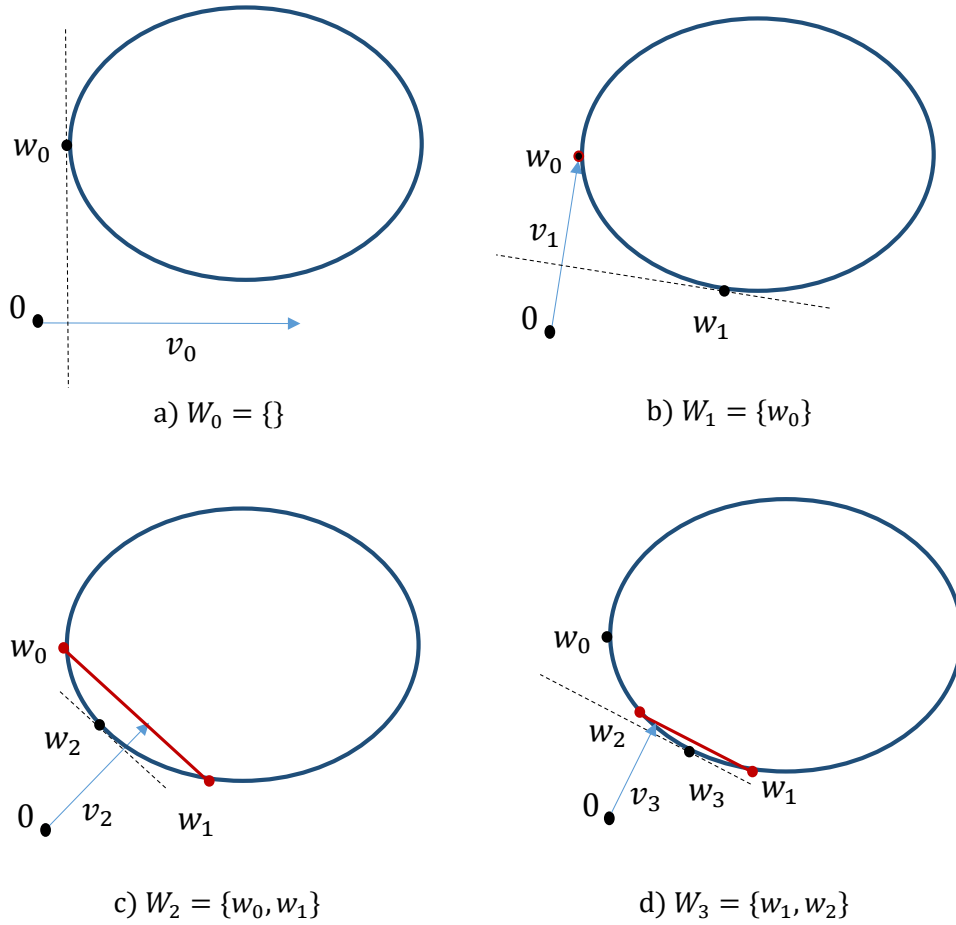 w₀
0
v₀
a) W₀ = {}
w₀
v₁
0
w₁
b) W₁ = {w₀}
w₀
w₂
0
v₂
w₁
c) W₂ = {w₀, w₁}
w₀
w₂
0
v₃
w₃
w₁
d) W₃ = {w₁, w₂}